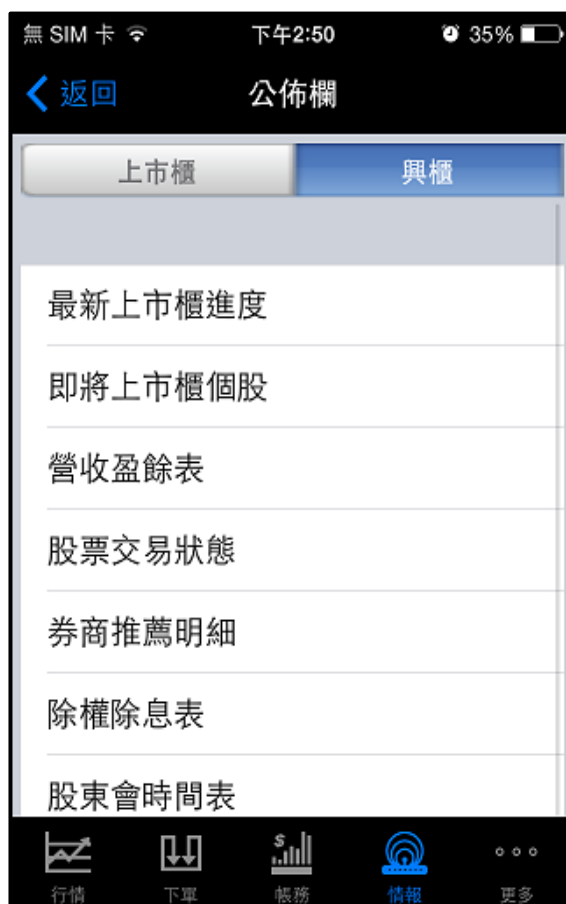 無 SIM 卡 下午2:50 35%
返回 公佈欄
上市櫃 興櫃
最新上市櫃進度
即將上市櫃個股
營收盈餘表
股票交易狀態
券商推薦明細
除權除息表
股東會時間表
$
行情 下單 帳務 情報 更多